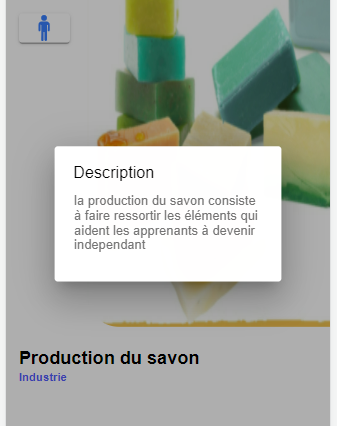 Description
la production du savon consiste
à faire ressortir les éléments qui
aident les apprenants à devenir
independant
Production du savon
Industrie